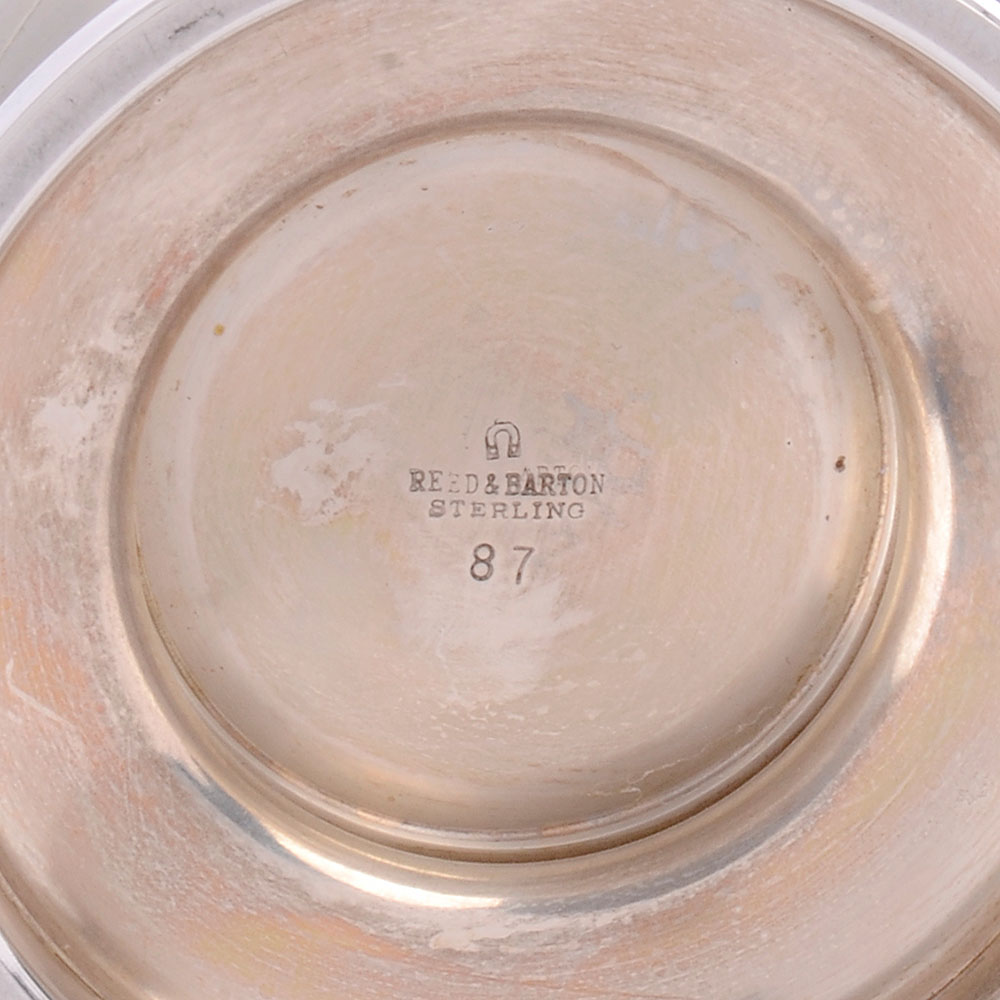 REED & BARTON
STERLING
87